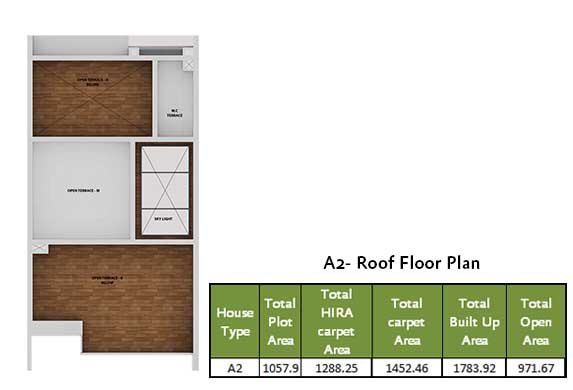 OPEN TERRACE - B
BELOW
W.C
TERRACE
OPEN TERRACE - B
SKY LIGHT
OPEN TERRACE - B
BELOW
A2- Roof Floor Plan
House Type	Total Plot Area	Total HIRA carpet Area	Total carpet Area	Total Built Up Area	Total Open Area
A2	1057.9	1288.25	1452.46	1783.92	971.67